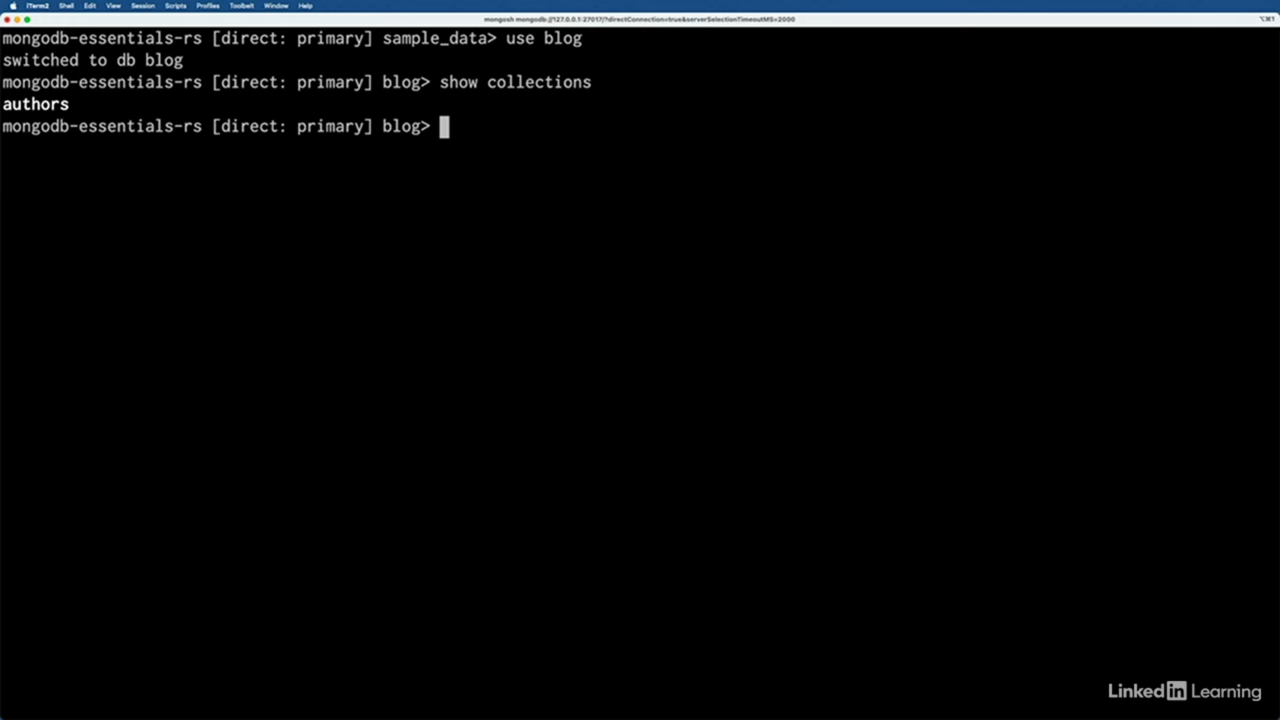 iTerm2 Shell Edit View Session Scripts Profiles Toolbelt Window Help
mongosh mongodb://127.0.0.1:27017/?directConnection=true&serverSelectionTimeoutMS=2000
⌥⌘1
mongodb-essentials-rs [direct: primary] sample_data> use blog
switched to db blog
mongodb-essentials-rs [direct: primary] blog> show collections
authors
mongodb-essentials-rs [direct: primary] blog>
LinkedIn Learning